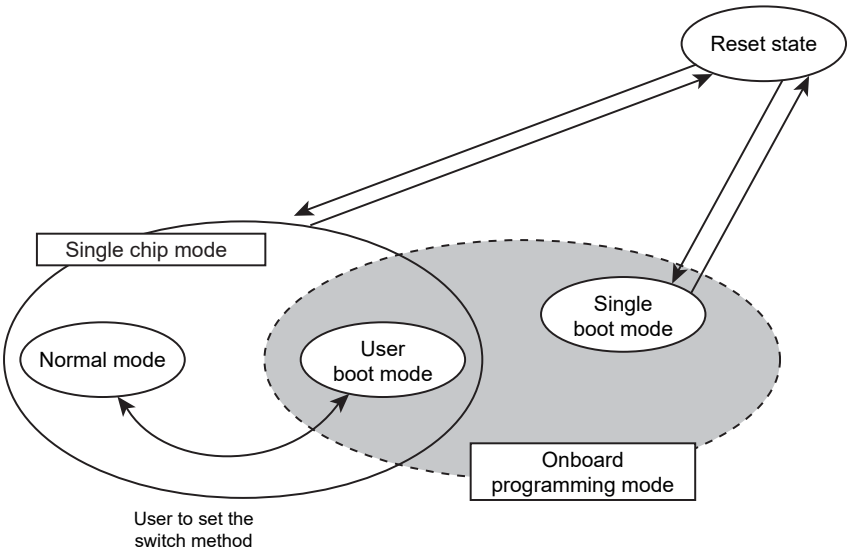 Reset state
Single chip mode
Single
boot mode
Normal mode
User
boot mode
Onboard
programming mode
User to set the
switch method